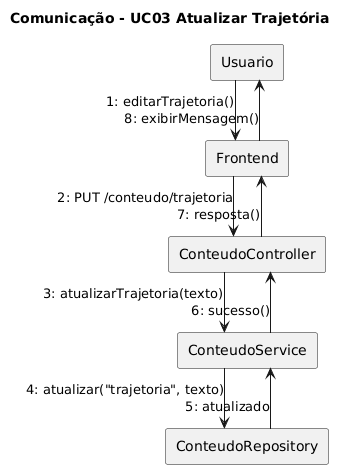 Comunicação - UC03 Atualizar Trajetória
Usuario
1: editarTrajetoria()
8: exibirMensagem()
Frontend
2: PUT /conteudo/trajetoria
7: resposta()
ConteudoController
3: atualizarTrajetoria(texto)
6: sucesso()
ConteudoService
4: atualizar("trajetoria", texto)
5: atualizado
ConteudoRepository